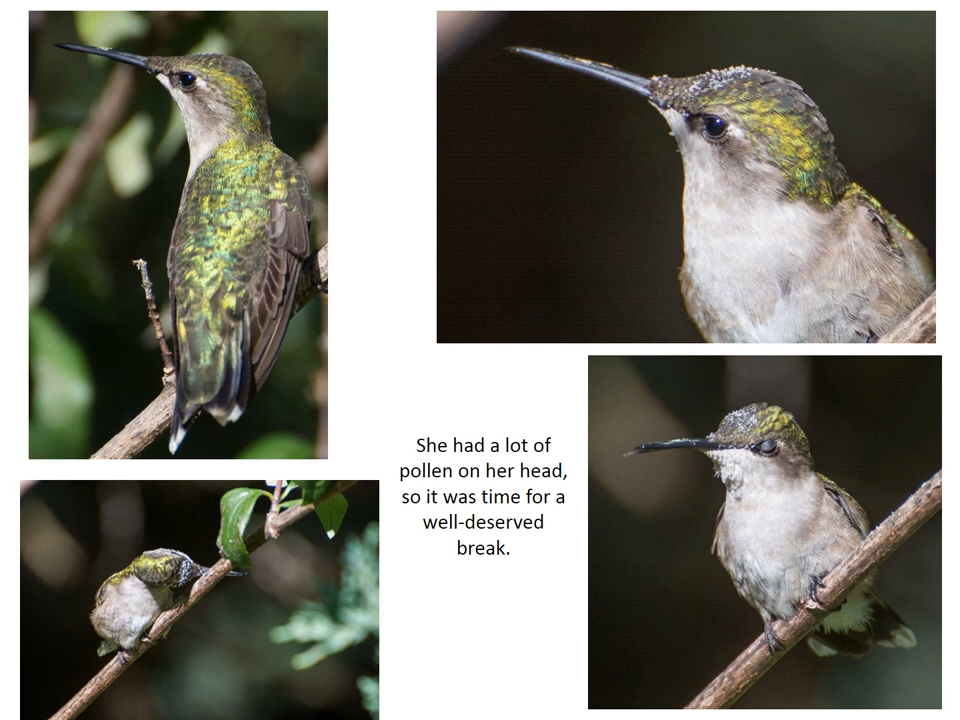 She had a lot of
pollen on her head,
so it was time for a
well-deserved
break.